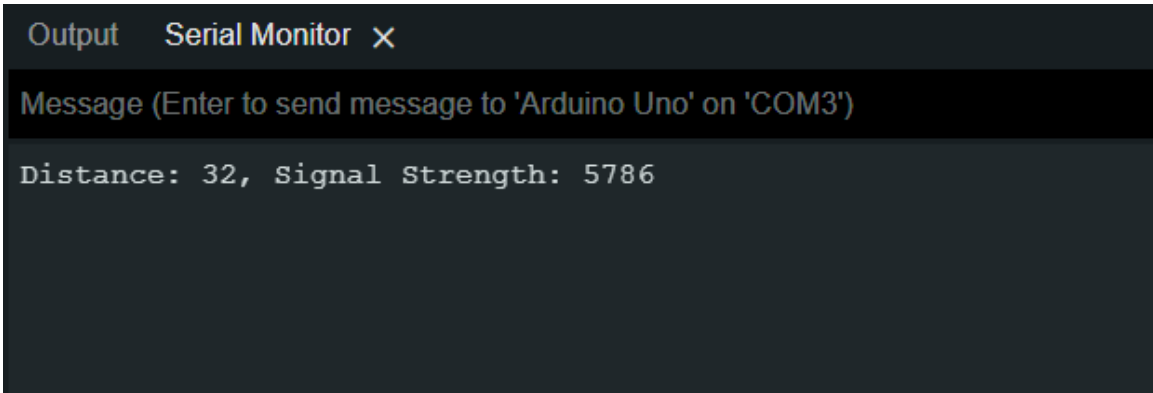 Output Serial Monitor ×
Message (Enter to send message to 'Arduino Uno' on 'COM3')
Distance: 32, Signal Strength: 5786